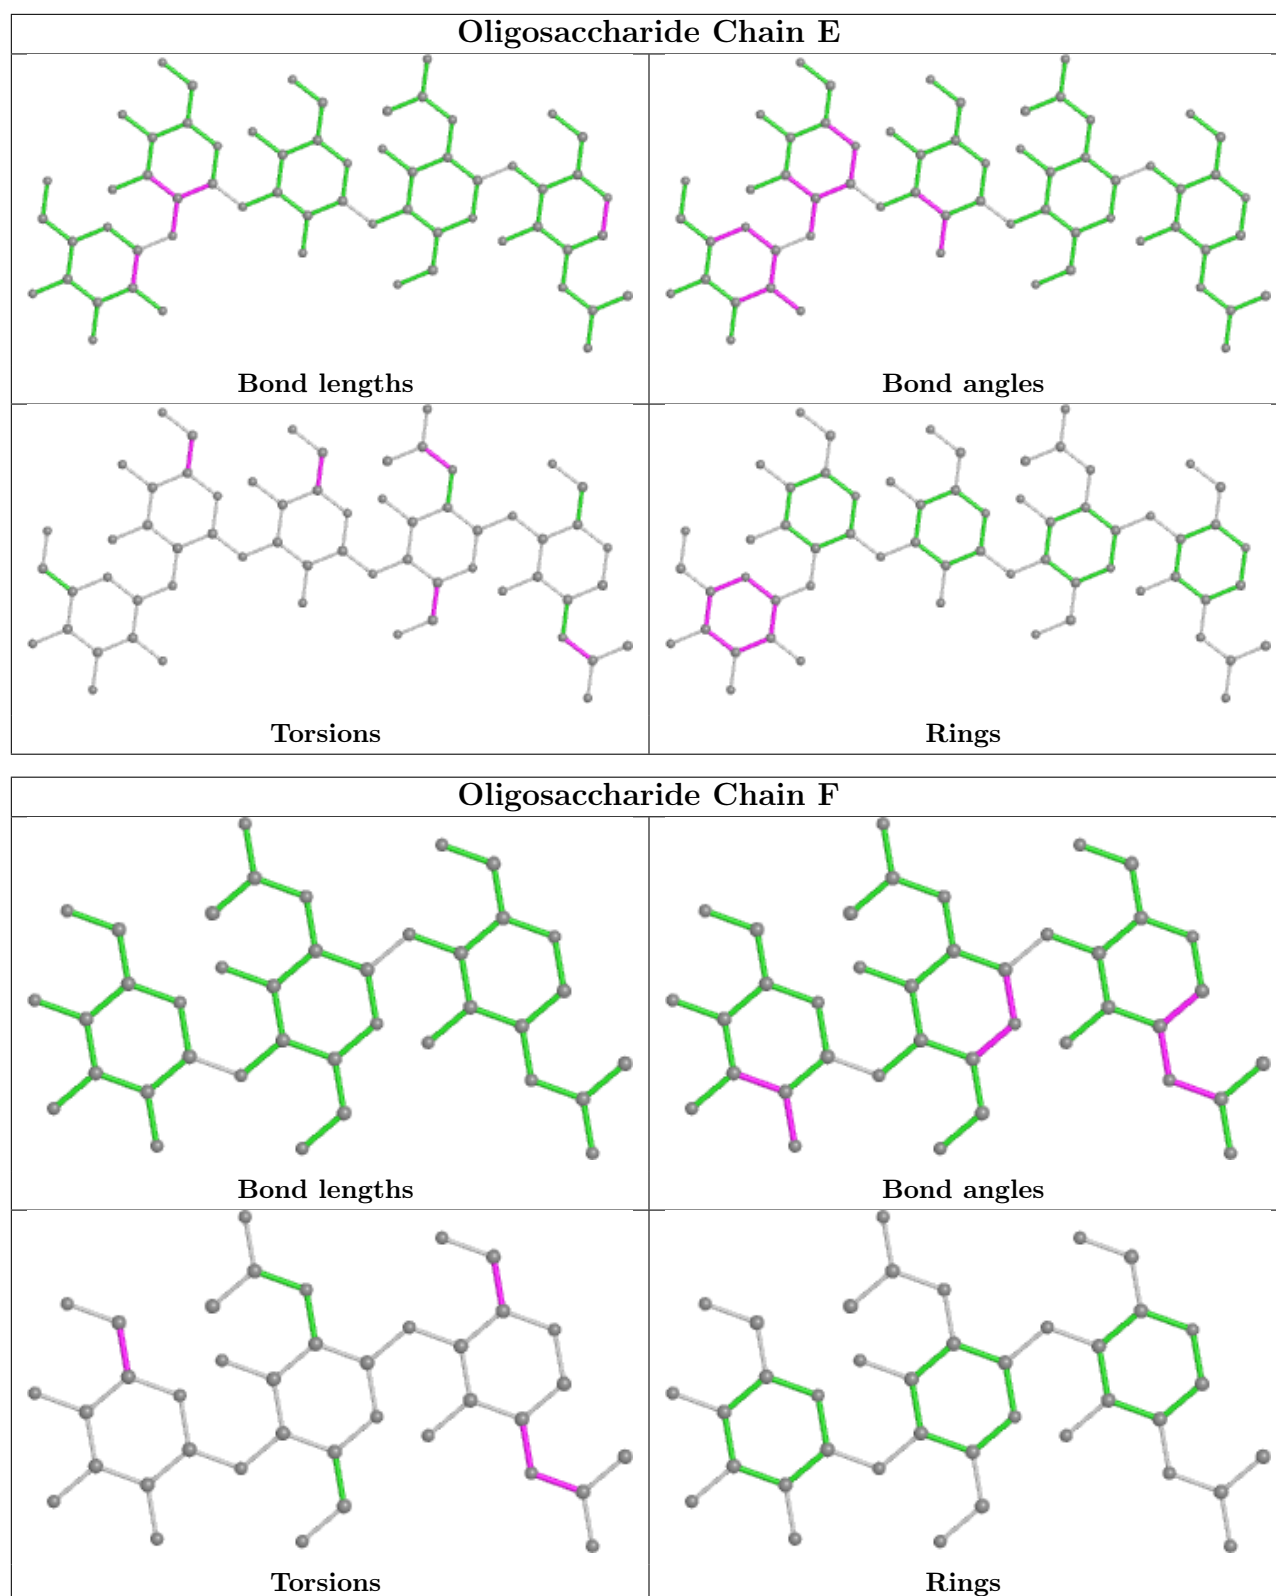 Oligosaccharide Chain E
Bond lengths
Bond angles
Torsions
Rings
Oligosaccharide Chain F
Bond lengths
Bond angles
Torsions
Rings